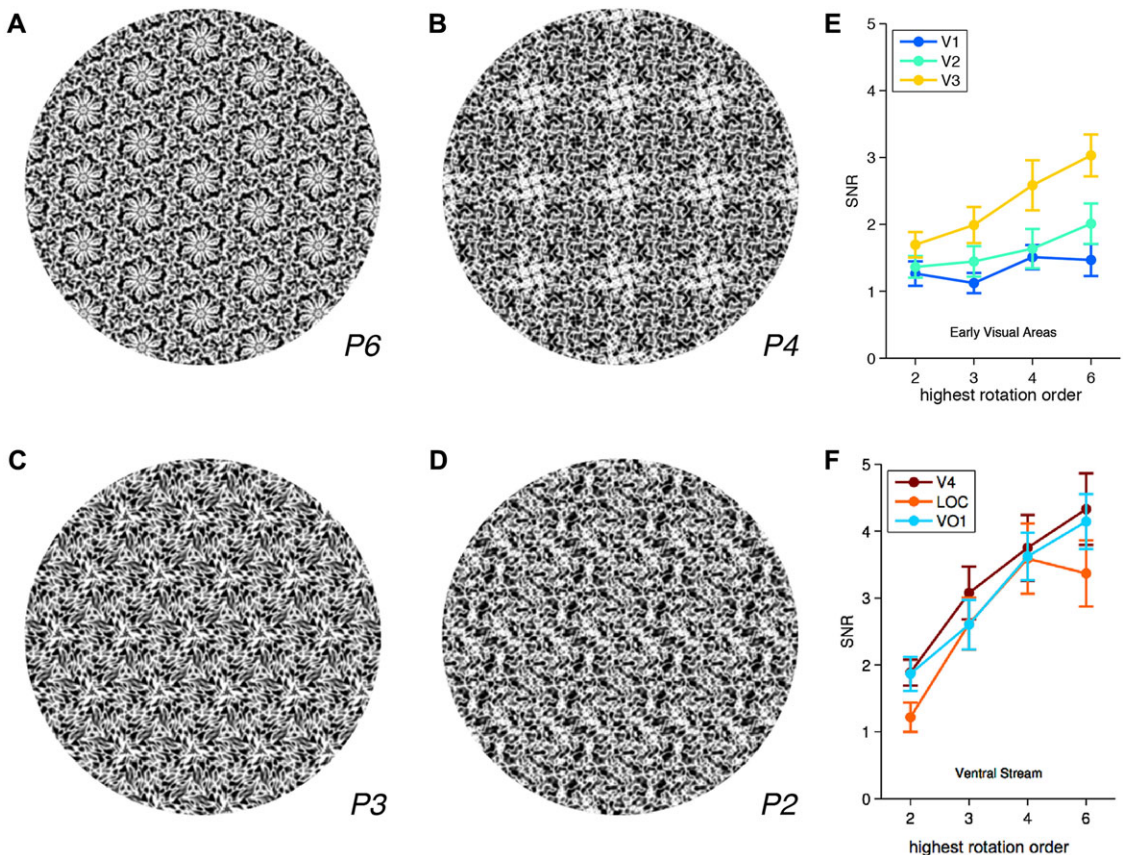 A
P6
B
P4
E
5
4
3
2
1
0
SNR
V1
V2
V3
Early Visual Areas
2 3 4 6
highest rotation order
C
P3
D
P2
F
5
4
3
2
1
0
SNR
V4
LOC
VO1
Ventral Stream
2 3 4 6
highest rotation order